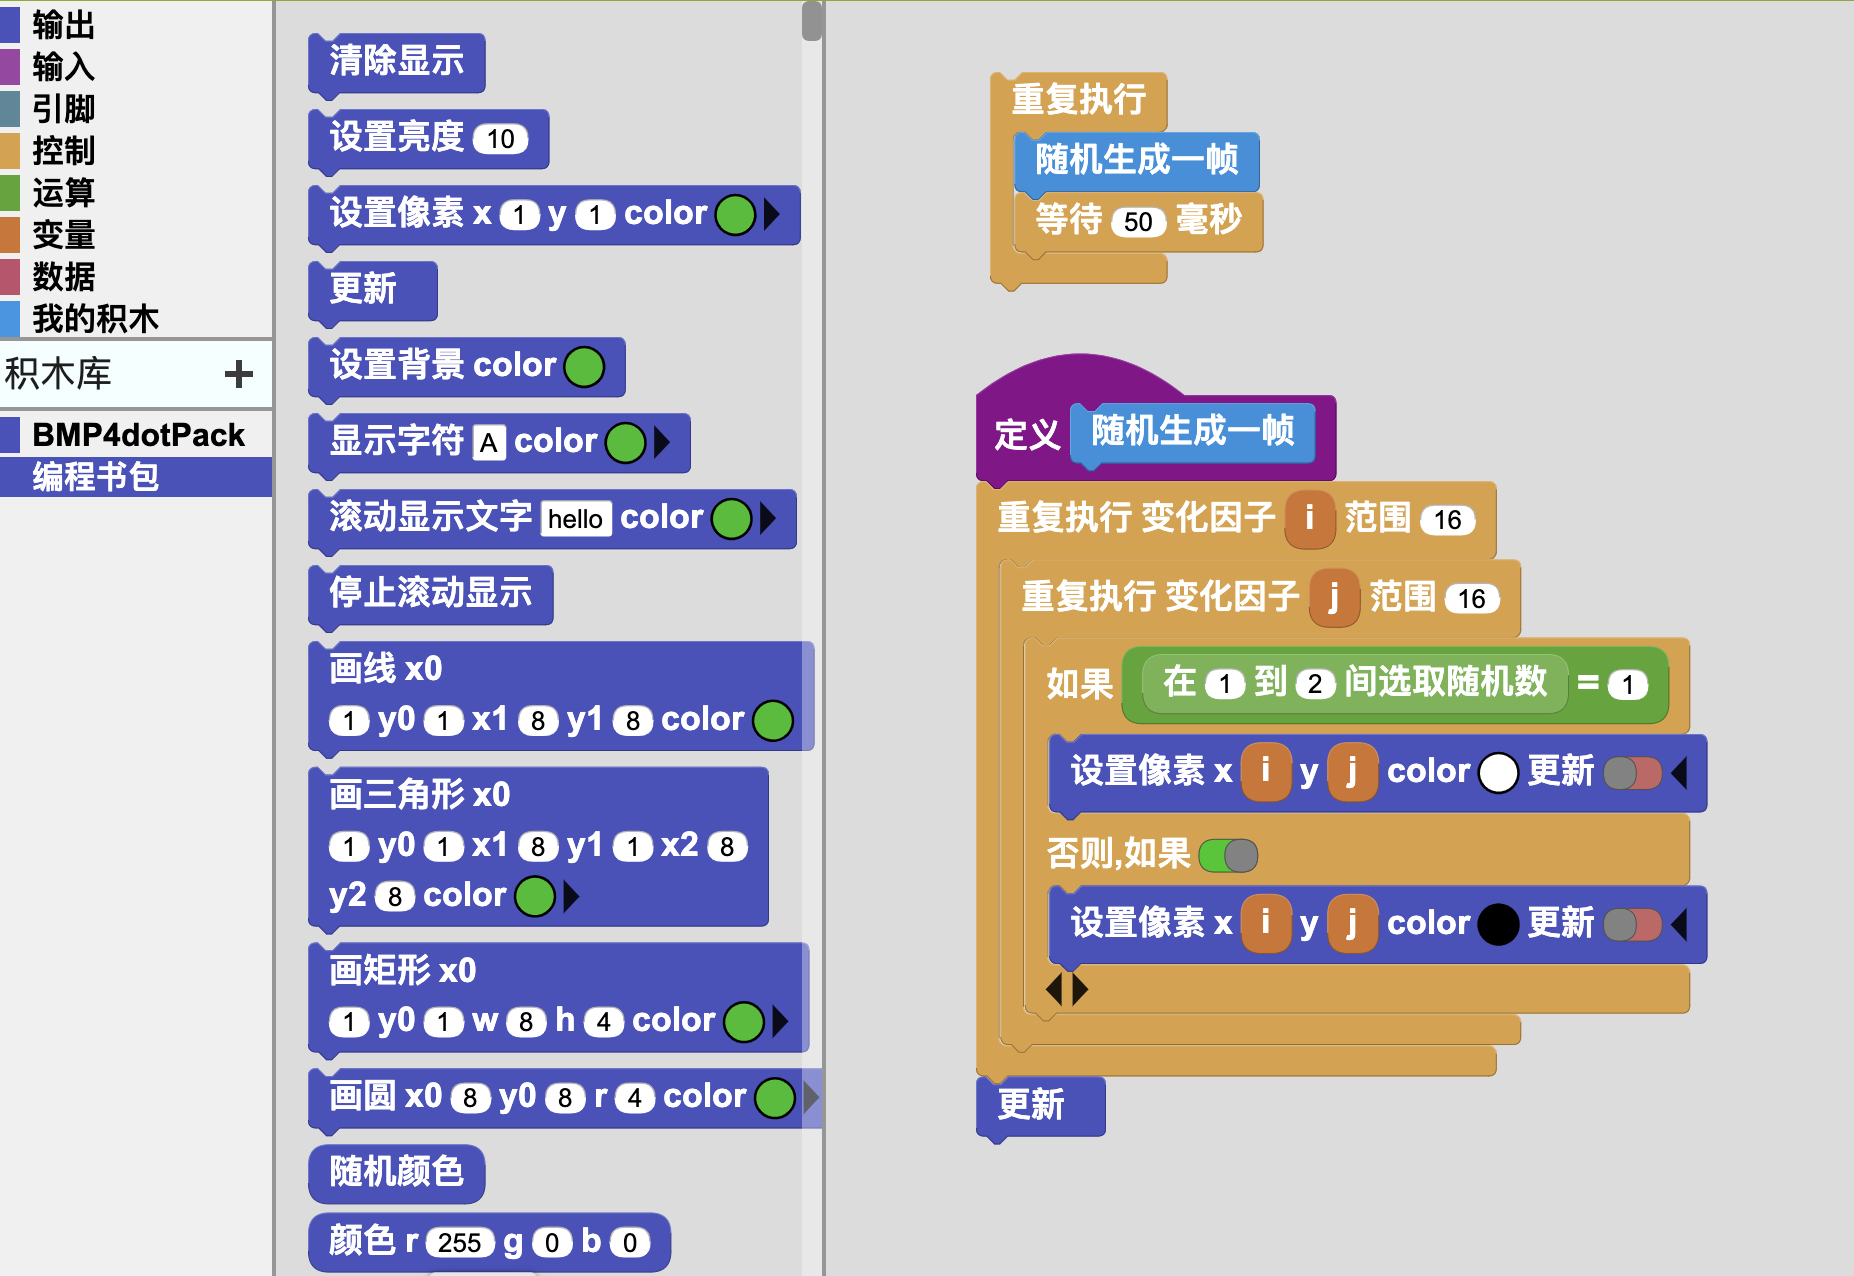 输出
输入
引脚
控制
运算
变量
数据
我的积木
积木库 +
BMP4dotPack
编程书包
清除显示
设置亮度 10
设置像素 x 1 y 1 color
更新
设置背景 color
显示字符 A color
滚动显示文字 hello color
停止滚动显示
画线 x0
1 y0 1 x1 8 y1 8 color
画三角形 x0
1 y0 1 x1 8 y1 1 x2 8
y2 8 color
画矩形 x0
1 y0 1 w 8 h 4 color
画圆 x0 8 y0 8 r 4 color
随机颜色
颜色 r 255 g 0 b 0
重复执行
随机生成一帧
等待 50 毫秒
定义 随机生成一帧
重复执行 变化因子 i 范围 16
重复执行 变化因子 j 范围 16
如果 在 1 到 2 间选取随机数 = 1
设置像素 x i y j color 更新
否则,如果
设置像素 x i y j color 更新
更新